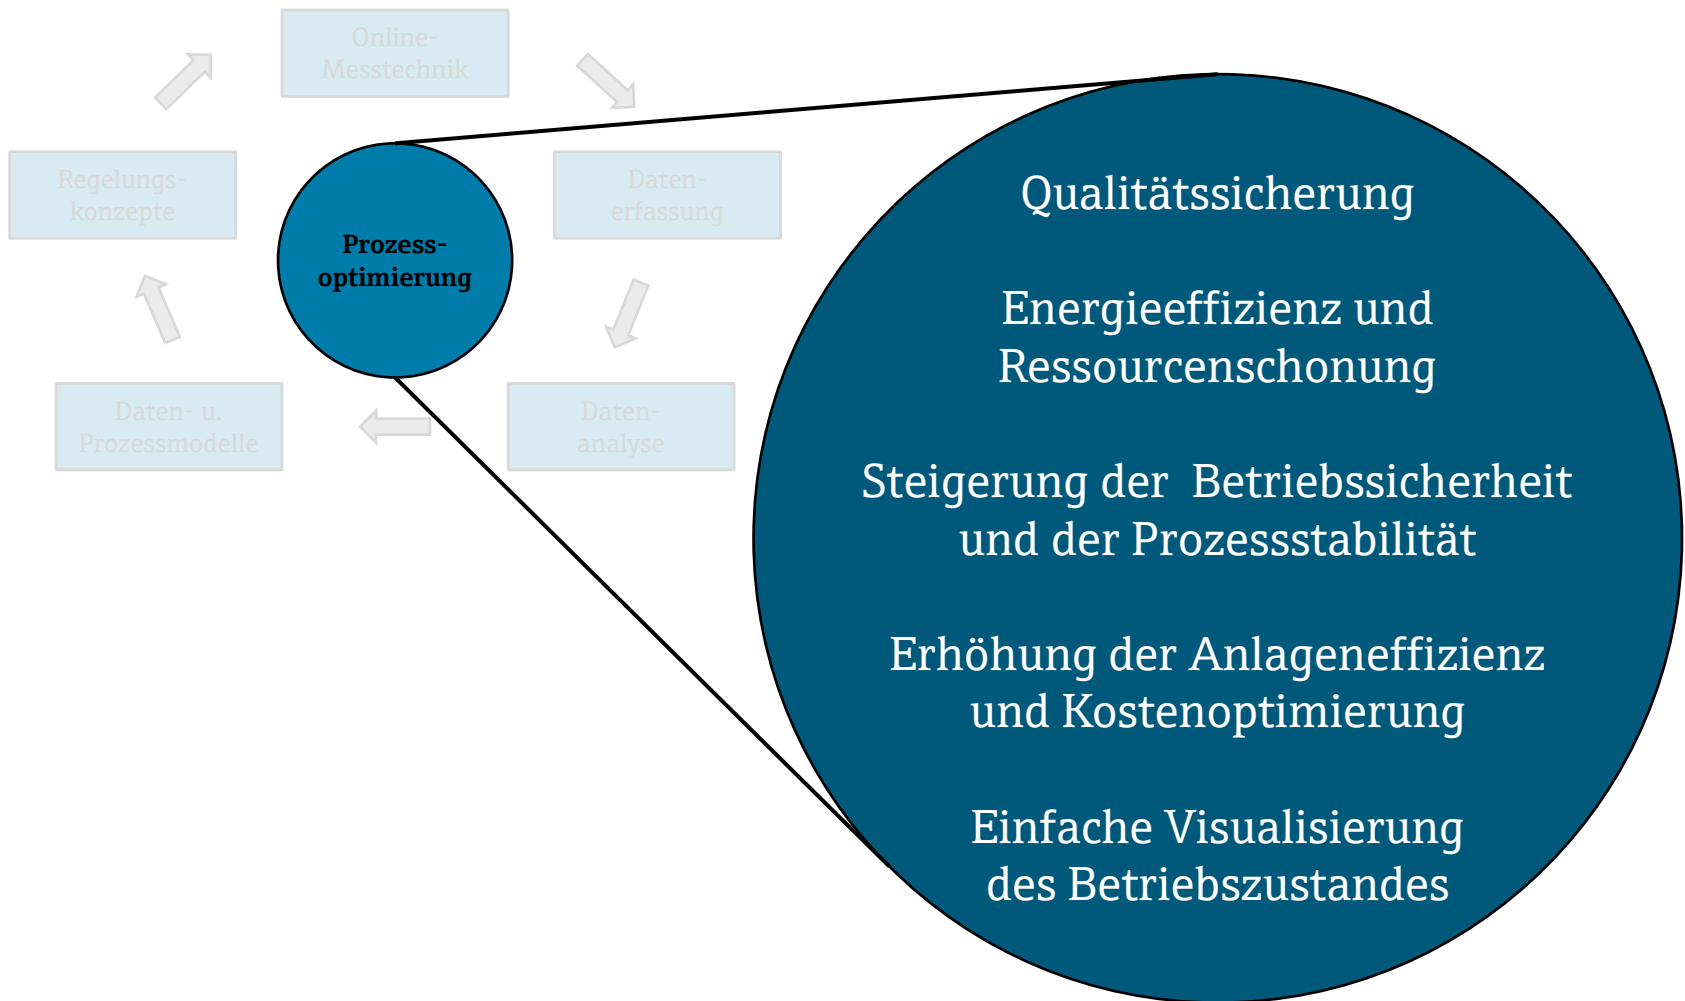 Online-
Messtechnik
Regelungs-
konzepte
Daten-
erfassung
Prozess-
optimierung
Daten- u.
Prozessmodelle
Daten-
analyse
Qualitätssicherung
Energieeffizienz und
Ressourcenschonung
Steigerung der  Betriebssicherheit
und der Prozessstabilität
Erhöhung der Anlageneffizienz
und Kostenoptimierung
Einfache Visualisierung
des Betriebszustandes